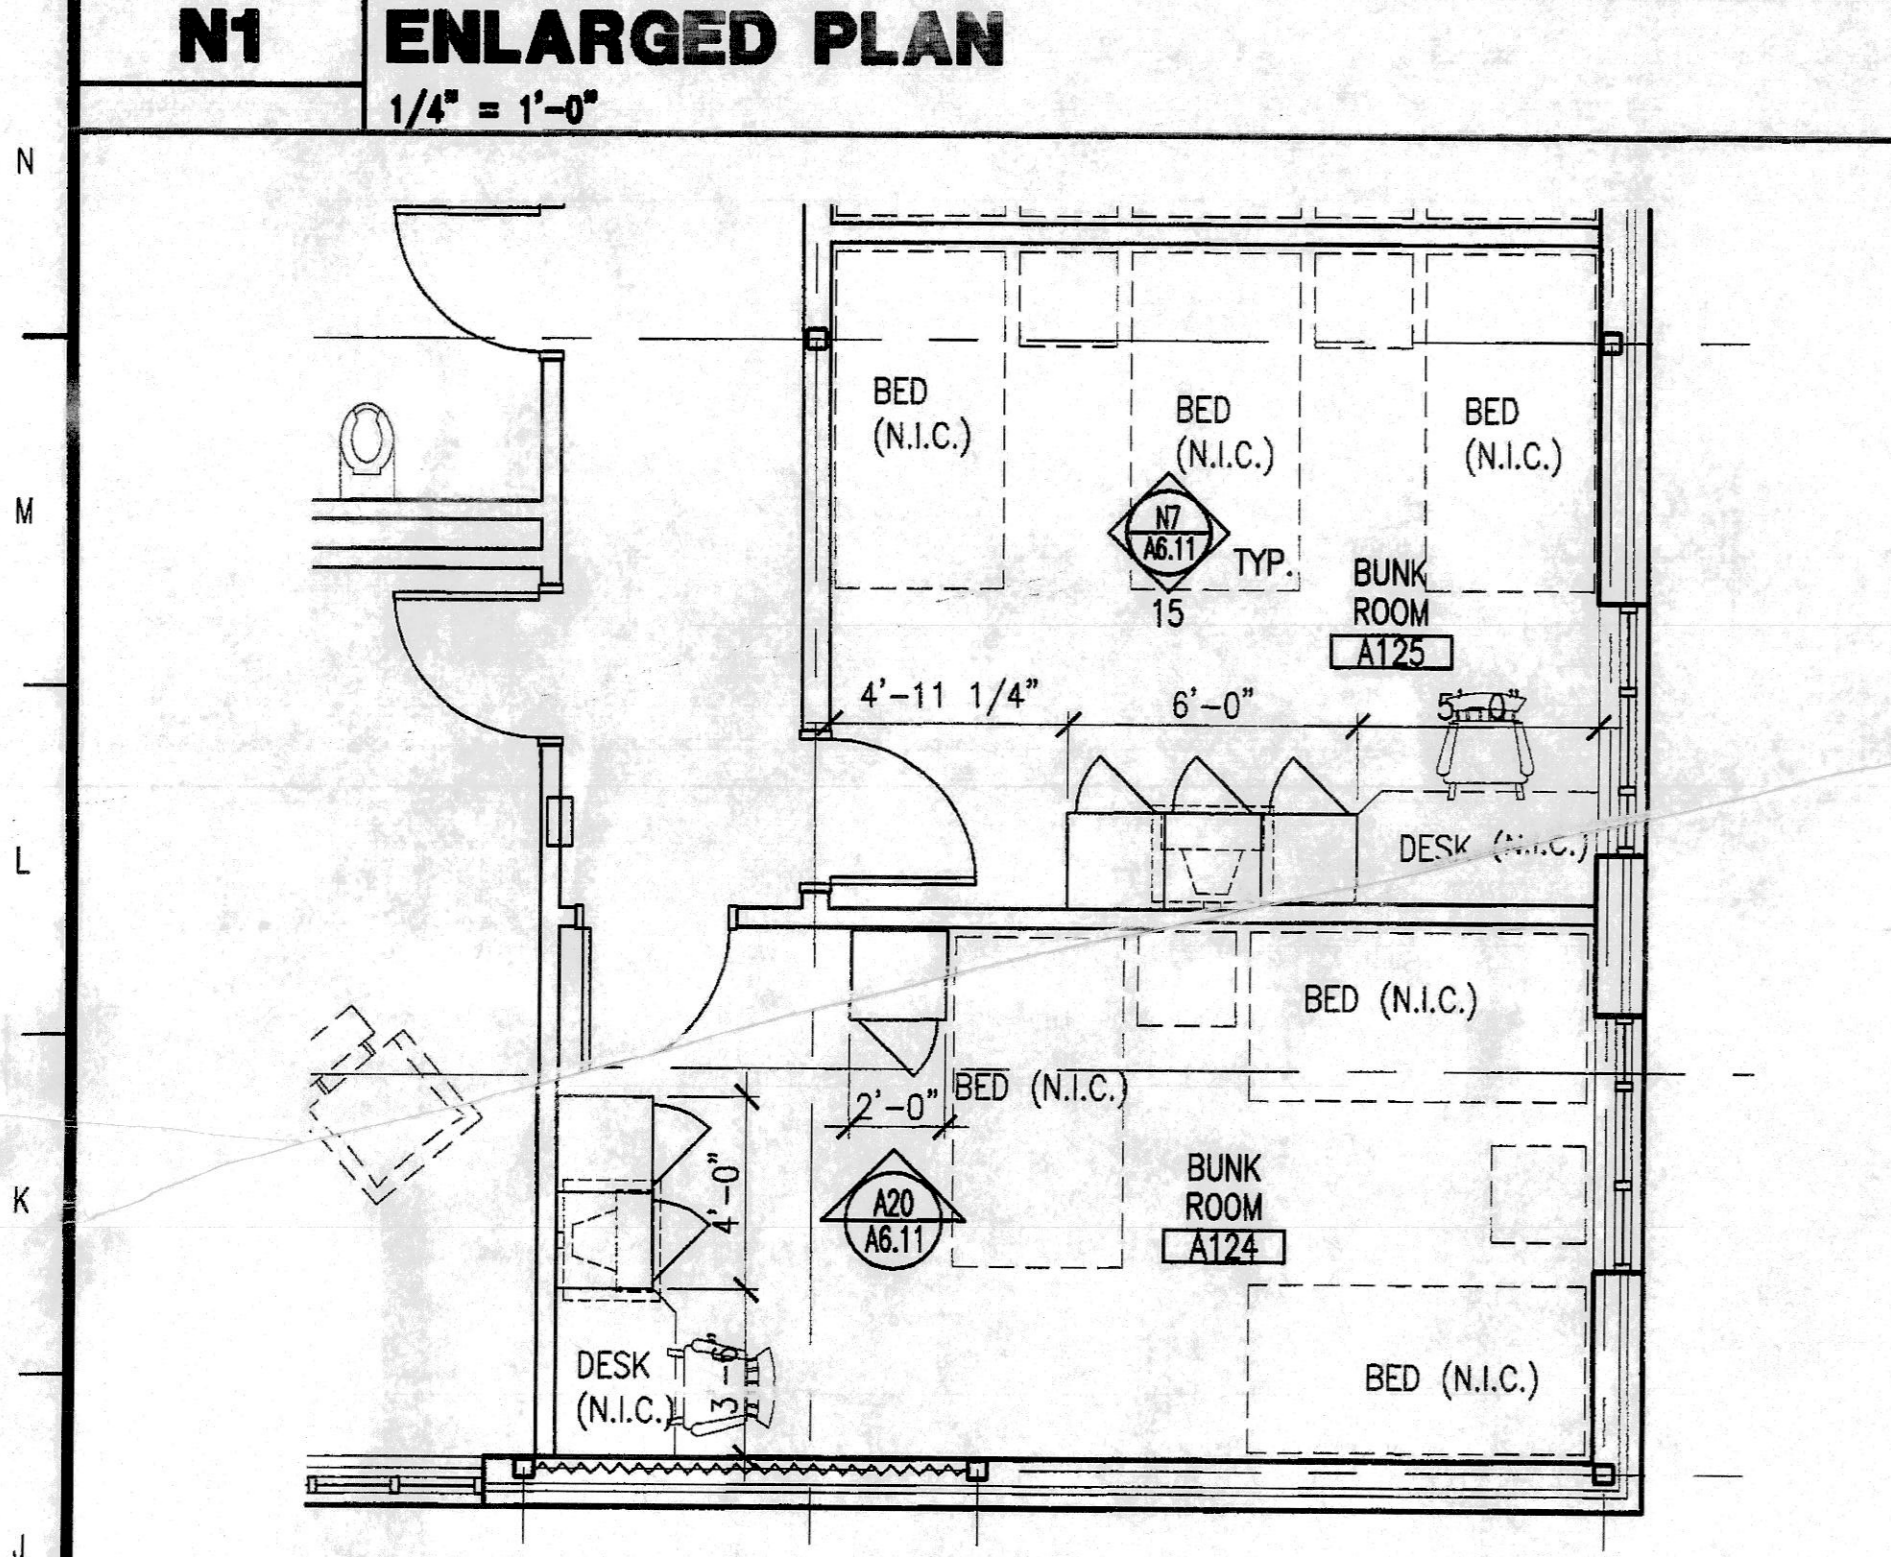 N1
ENLARGED PLAN
1/4" = 1'-0"
N
M
L
K
J
BED
(N.I.C.)
BED
(N.I.C.)
BED
(N.I.C.)
N7
A6.11
TYP.
15
BUNK
ROOM
A125
4'-11 1/4"
6'-0"
5'-0"
DESK (N.I.C.)
BED (N.I.C.)
BED (N.I.C.)
2'-0"
4'-0"
A20
A6.11
BUNK
ROOM
A124
DESK
(N.I.C.)
3'-6"
BED (N.I.C.)